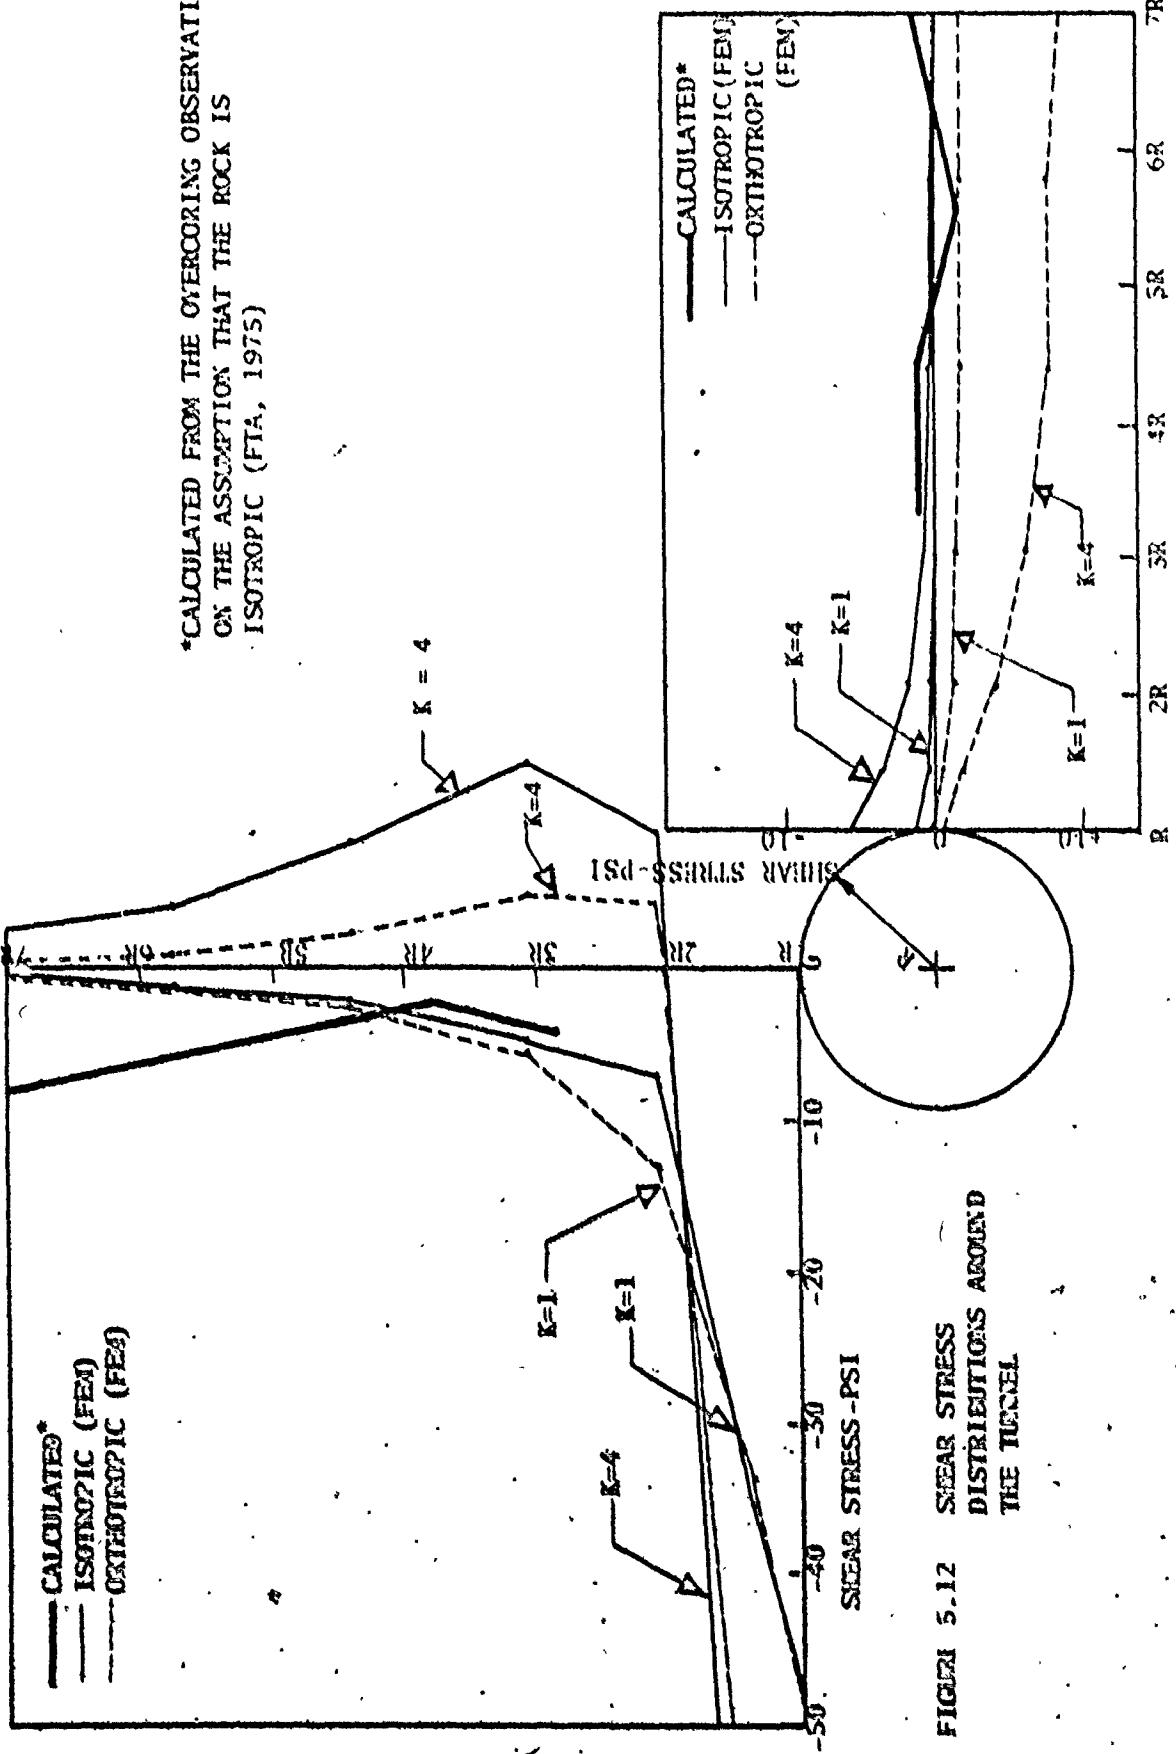 *CALCULATED FROM THE OVERCORING OBSERVATI
ON THE ASSUMPTION THAT THE ROCK IS
ISOTROPIC (FTA, 1975)
CALCULATED*
ISOTROPIC (FEM)
ORTHOTROPIC (FEM)
K = 4
K=4
K=1
K=1
K=4
7R
6R
5R
4R
3R
2R
R
0
-10
-20
-30
-40
-50
SHEAR STRESS-PSI
CALCULATED*
ISOTROPIC (FEM)
ORTHOTROPIC
(FEM)
K=4
K=1
K=1
K=4
SHEAR STRESS-PSI
-10
0
10
R
2R
3R
4R
5R
6R
7R
FIGURE 5.12 SHEAR STRESS
DISTRIBUTIONS AROUND
THE TUNNEL